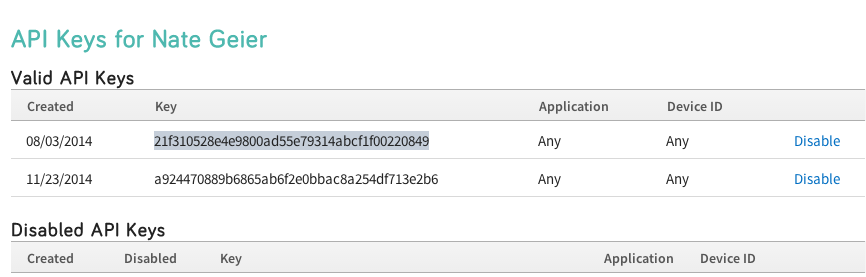 API Keys for Nate Geier
Valid API Keys
Created Key Application Device ID
08/03/2014 21f310528e4e9800ad55e79314abcf1f00220849 Any Any Disable
11/23/2014 a924470889b6865ab6f2e0bbac8a254df713e2b6 Any Any Disable
Disabled API Keys
Created Disabled Key Application Device ID